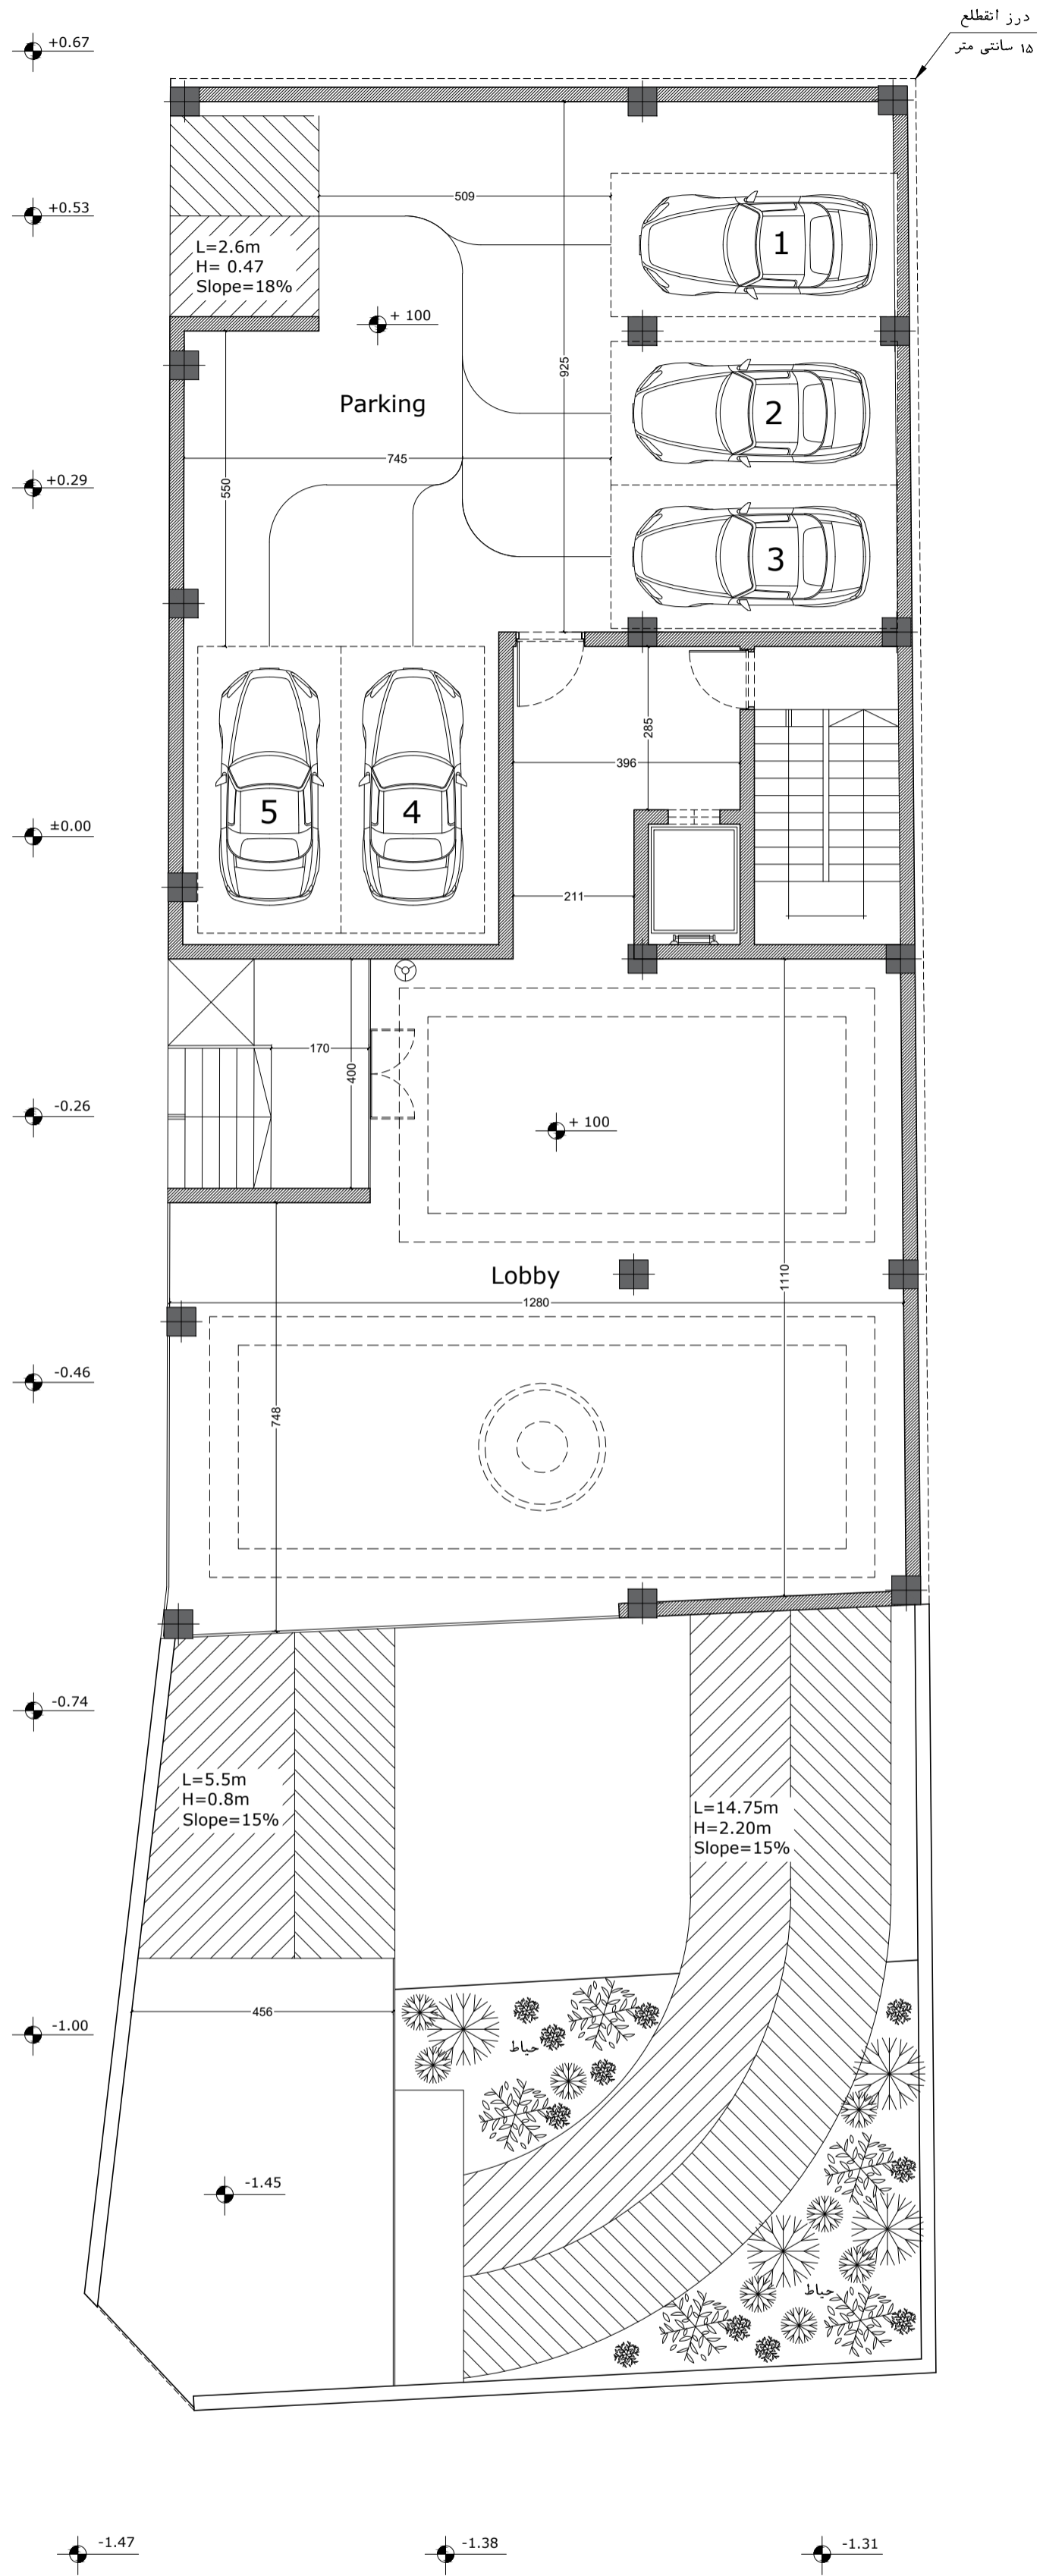 درز اتقطلع
۱۵ سانتی متر
+0.67
+0.53
509
1
L=2.6m
H= 0.47
Slope=18%
+ 100
925
Parking
2
745
+0.29
550
3
285
396
±0.00
5
4
211
170
400
-0.26
+ 100
Lobby
1110
1280
-0.46
748
-0.74
L=5.5m
H=0.8m
Slope=15%
L=14.75m
H=2.20m
Slope=15%
456
-1.00
حیاط
-1.45
حیاط
-1.47
-1.38
-1.31